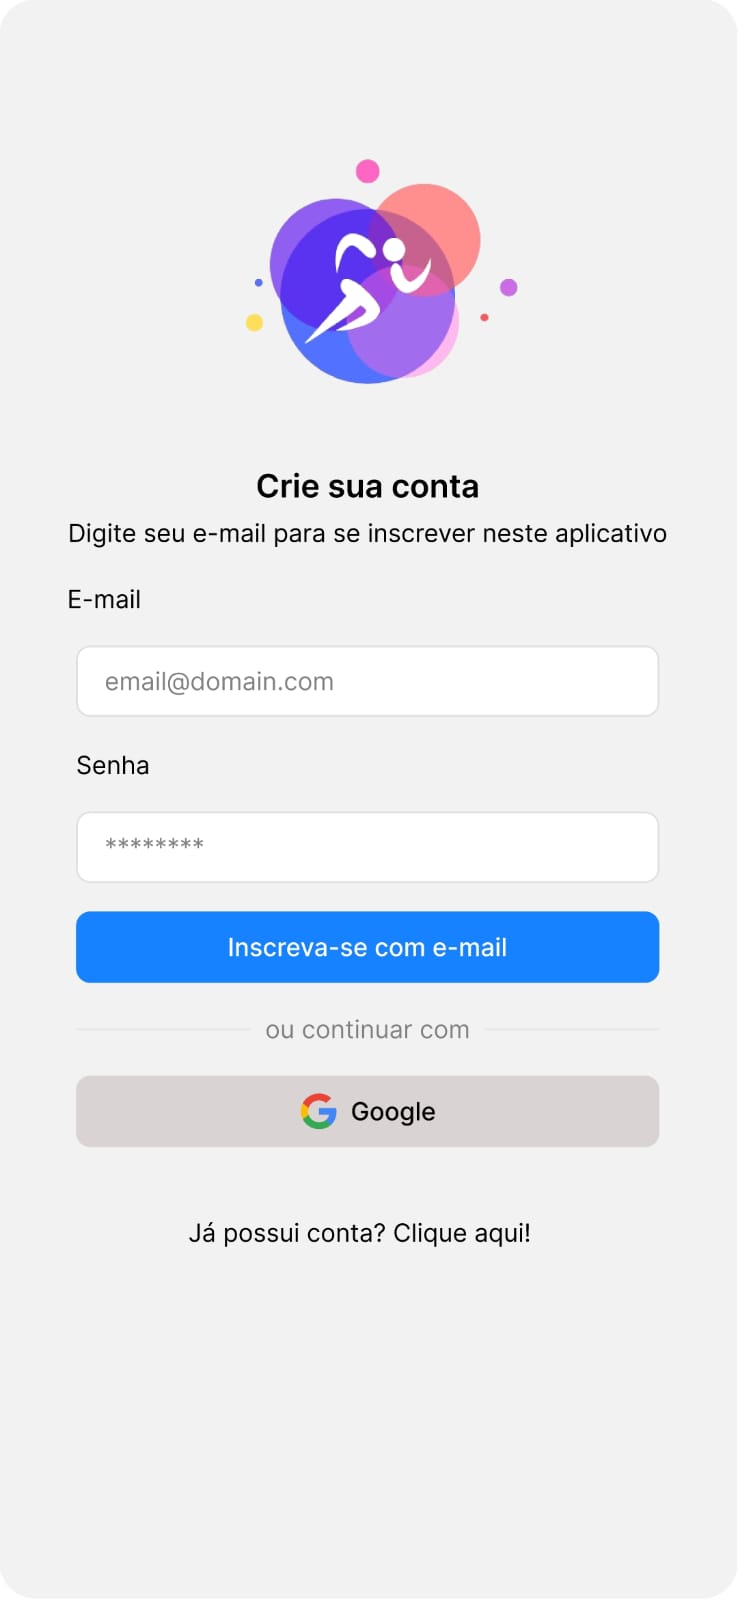 Crie sua conta
Digite seu e-mail para se inscrever neste aplicativo
E-mail
email@domain.com
Senha
********
Inscreva-se com e-mail
ou continuar com
Google
Já possui conta? Clique aqui!